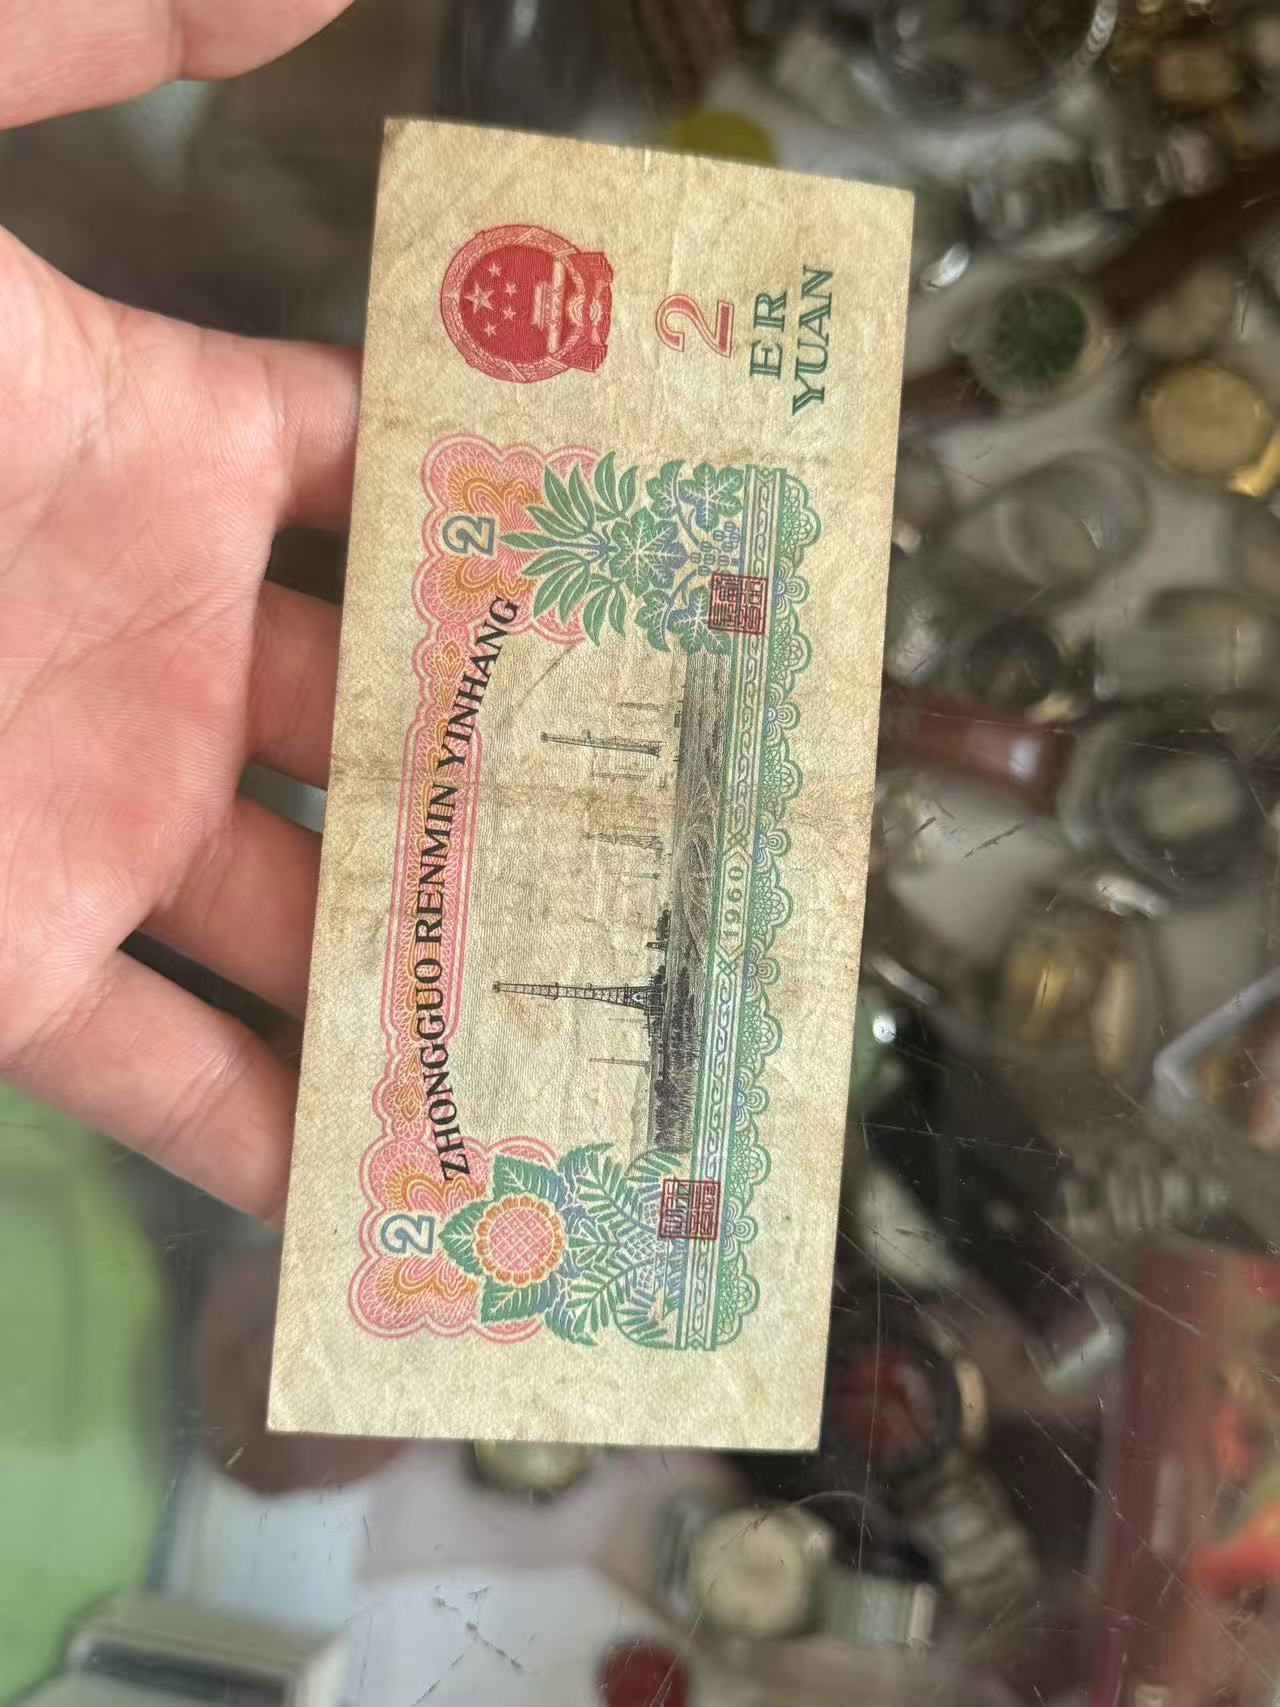 ZHONGGUO RENMIN YINHANG
2
2
2
ER
YUAN
1960